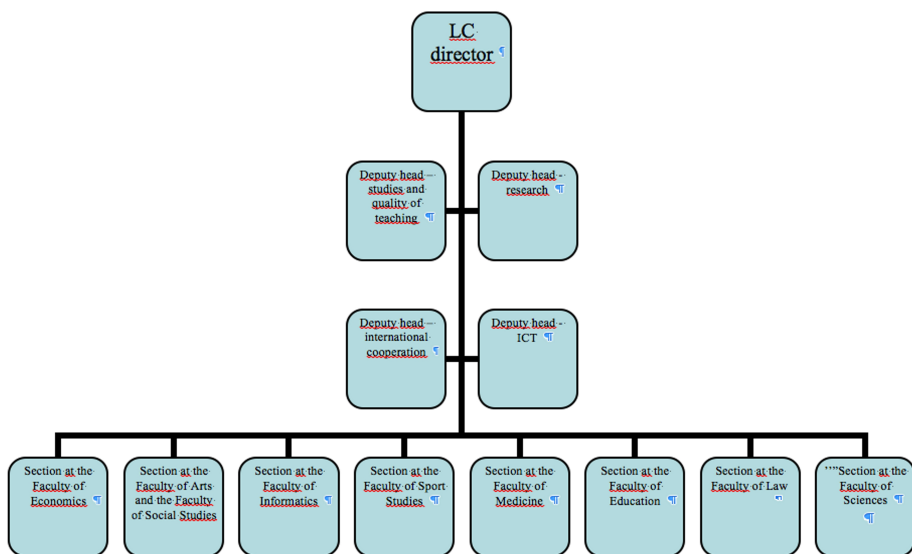 LC
director
Deputy head –
studies and
quality of
teaching
Deputy head -
research
Deputy head –
international
cooperation
Deputy head -
ICT
Section at the
Faculty of
Economics
Section at the
Faculty of Arts
and the Faculty
of Social Studies
Section at the
Faculty of
Informatics
Section at the
Faculty of Sport
Studies
Section at the
Faculty of
Medicine
Section at the
Faculty of
Education
Section at the
Faculty of Law
''''''Section at the
Faculty of
Sciences